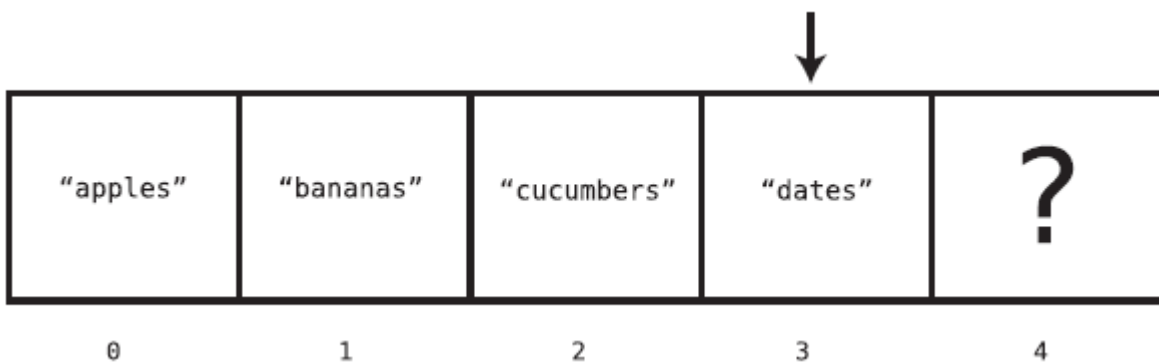 “apples” “bananas” “cucumbers” “dates” ?
0 1 2 3 4